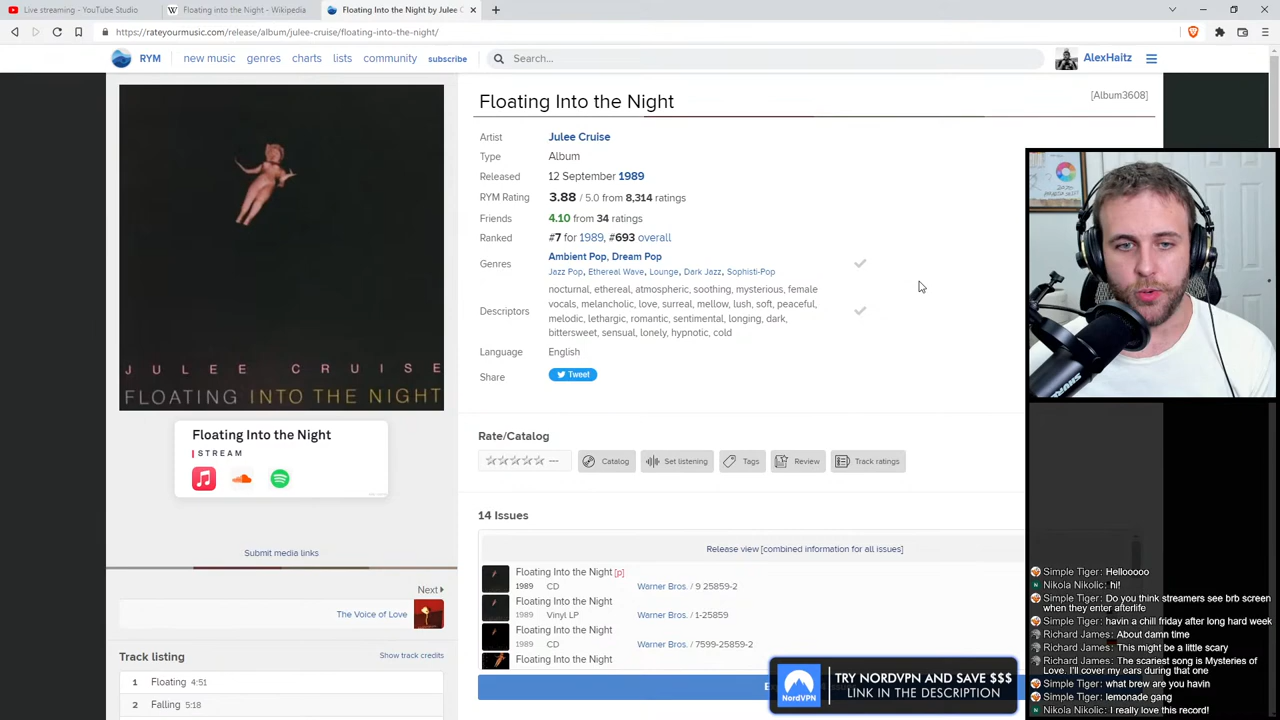 Live streaming - YouTube Studio
Floating into the Night - Wikipedia
Floating Into the Night by Julee C
https://rateyourmusic.com/release/album/julee-cruise/floating-into-the-night/
RYM
new music
genres
charts
lists
community
subscribe
Search...
AlexHaitz
Floating Into the Night
[Album3608]
Artist Julee Cruise
Type Album
Released 12 September 1989
RYM Rating 3.88 / 5.0 from 8,314 ratings
Friends 4.10 from 34 ratings
Ranked #7 for 1989, #693 overall
Genres Ambient Pop, Dream Pop
Jazz Pop, Ethereal Wave, Lounge, Dark Jazz, Sophisti-Pop
Descriptors nocturnal, ethereal, atmospheric, soothing, mysterious, female
vocals, melancholic, love, surreal, mellow, lush, soft, peaceful,
melodic, lethargic, romantic, sentimental, longing, dark,
bittersweet, sensual, lonely, hypnotic, cold
Language English
Share Tweet
JULEE CRUISE
FLOATING INTO THE NIGHT
Floating Into the Night
STREAM
Submit media links
Next
The Voice of Love
Track listing
Show track credits
1 Floating 4:51
2 Falling 5:18
Rate/Catalog
---
Catalog
Set listening
Tags
Review
Track ratings
14 Issues
Release view [combined information for all issues]
Floating Into the Night [p]
1989 CD Warner Bros. / 9 25859-2
Floating Into the Night
1989 Vinyl LP Warner Bros. / 1-25859
Floating Into the Night
1989 CD Warner Bros. / 7599-25859-2
Floating Into the Night
NordVPN
TRY NORDVPN AND SAVE $$$
LINK IN THE DESCRIPTION
Simple Tiger: Hellooooo
Nikola Nikolic: hi!
Simple Tiger: Do you think streamers see brb screen
when they enter afterlife
Simple Tiger: havin a chill friday after long hard week
Richard James: About damn time
Richard James: This might be a little scary
Richard James: The scariest song is Mysteries of
Love. I'll cover my ears during that one
Simple Tiger: what brew are you havin
Simple Tiger: lemonade gang
Nikola Nikolic: I really love this record!